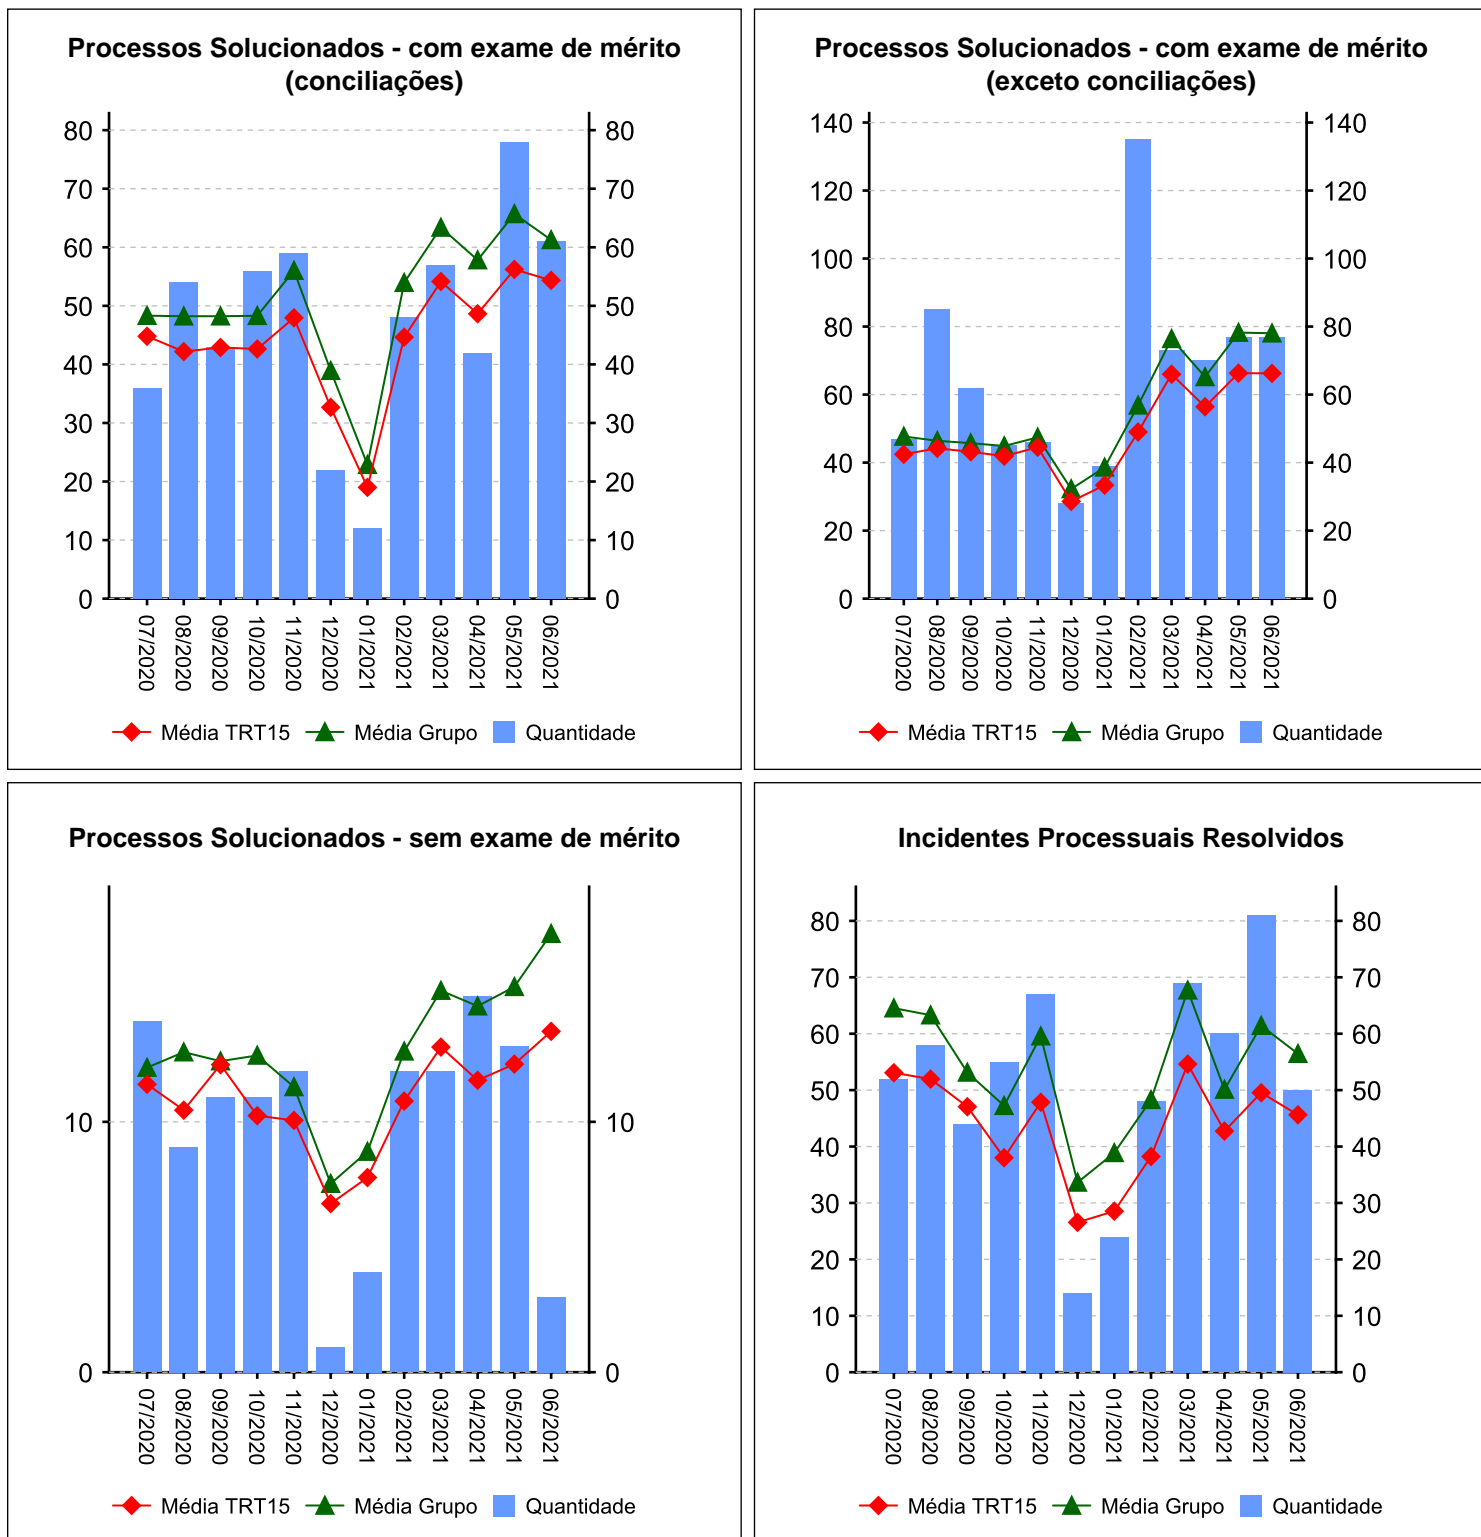 Processos Solucionados - com exame de mérito
(conciliações)
80 80
70 70
60 60
50 50
40 40
30 30
20 20
10 10
0 0
07/2020 08/2020 09/2020 10/2020 11/2020 12/2020 01/2021 02/2021 03/2021 04/2021 05/2021 06/2021
Média TRT15 Média Grupo Quantidade
Processos Solucionados - com exame de mérito
(exceto conciliações)
140 140
120 120
100 100
80 80
60 60
40 40
20 20
0 0
07/2020 08/2020 09/2020 10/2020 11/2020 12/2020 01/2021 02/2021 03/2021 04/2021 05/2021 06/2021
Média TRT15 Média Grupo Quantidade
Processos Solucionados - sem exame de mérito
10 10
0 0
07/2020 08/2020 09/2020 10/2020 11/2020 12/2020 01/2021 02/2021 03/2021 04/2021 05/2021 06/2021
Média TRT15 Média Grupo Quantidade
Incidentes Processuais Resolvidos
80 80
70 70
60 60
50 50
40 40
30 30
20 20
10 10
0 0
07/2020 08/2020 09/2020 10/2020 11/2020 12/2020 01/2021 02/2021 03/2021 04/2021 05/2021 06/2021
Média TRT15 Média Grupo Quantidade